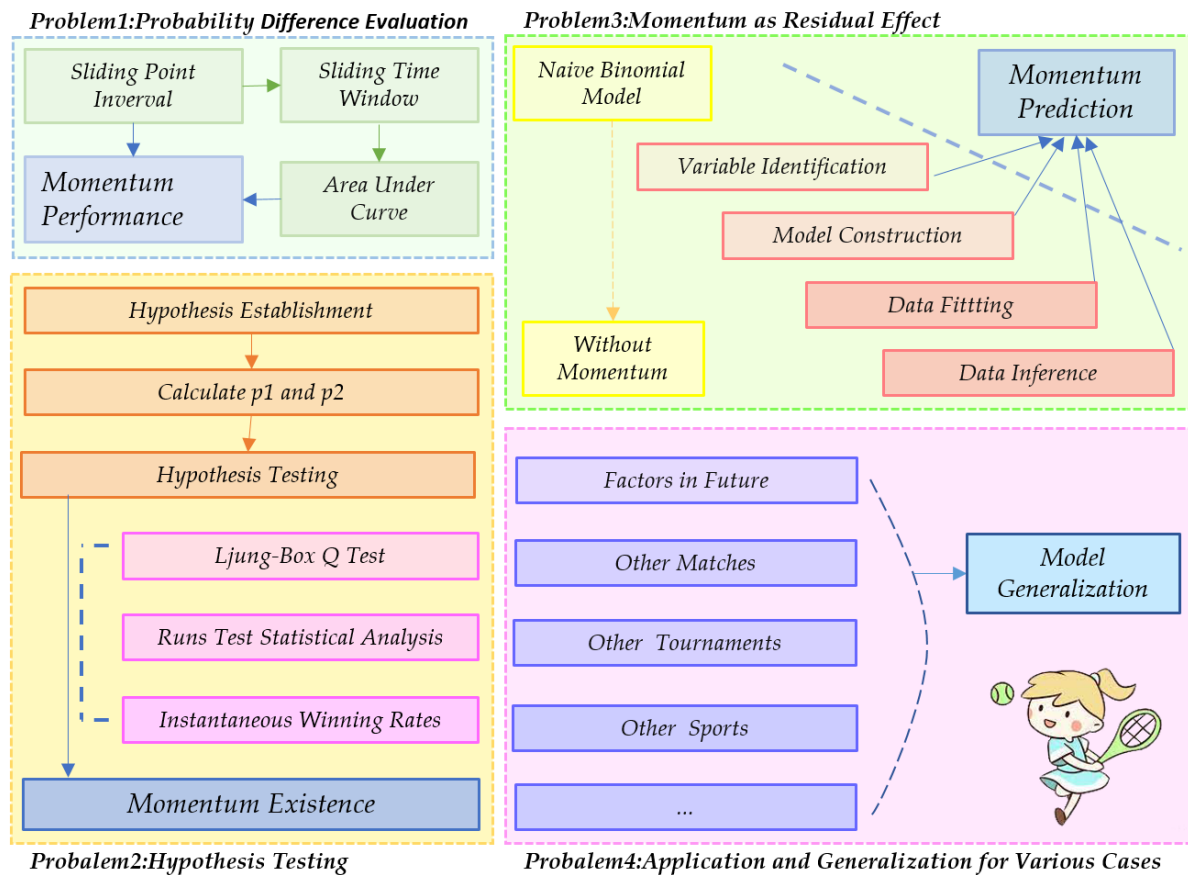 Problem1:Probability Difference Evaluation
Sliding Point
Inverval
Sliding Time
Window
Momentum
Performance
Area Under
Curve
Hypothesis Establishment
Calculate p1 and p2
Hypothesis Testing
Ljung-Box Q Test
Runs Test Statistical Analysis
Instantaneous Winning Rates
Momentum Existence
Probalem2:Hypothesis Testing
Problem3:Momentum as Residual Effect
Naive Binomial
Model
Momentum
Prediction
Variable Identification
Model Construction
Data Fittting
Without
Momentum
Data Inference
Factors in Future
Other Matches
Other Tournaments
Other Sports
...
Model
Generalization
Probalem4:Application and Generalization for Various Cases